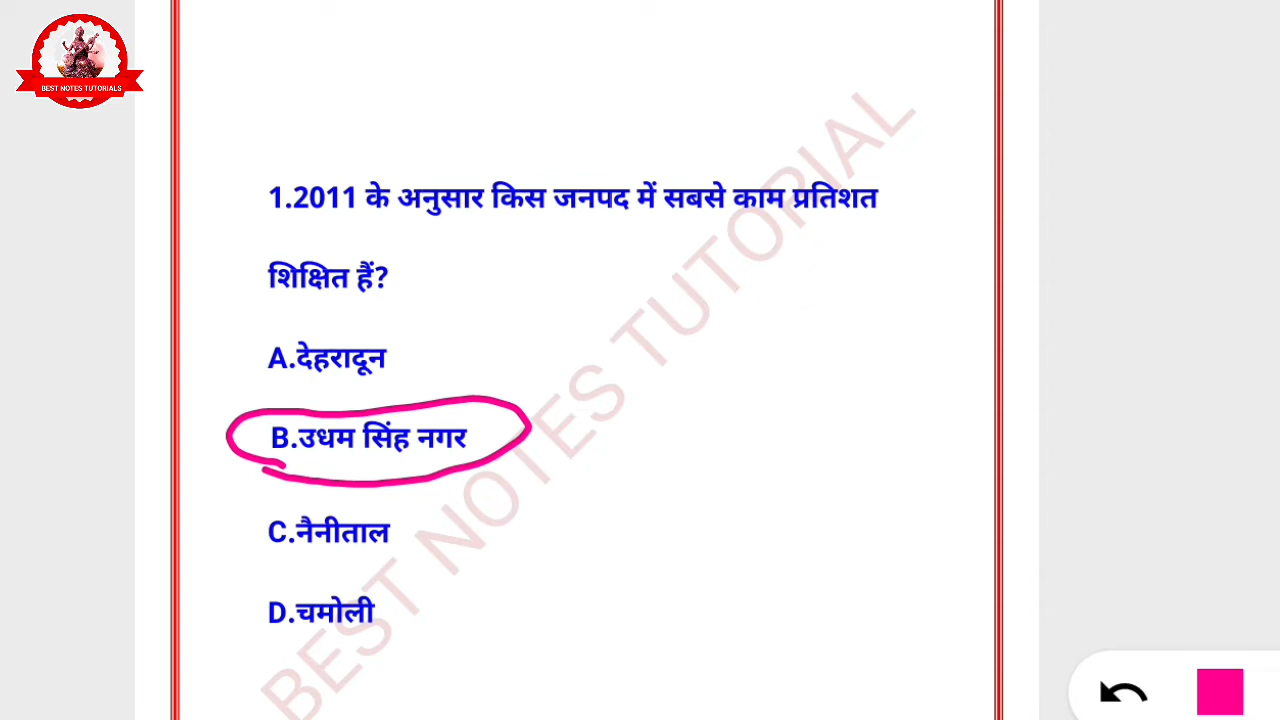 BEST NOTES TUTORIALS
1.2011 के अनुसार किस जनपद में सबसे काम प्रतिशत
शिक्षित हैं?
A.देहरादून
B.उधम सिंह नगर
C.नैनीताल
D.चमोली
BEST NOTES TUTORIAL